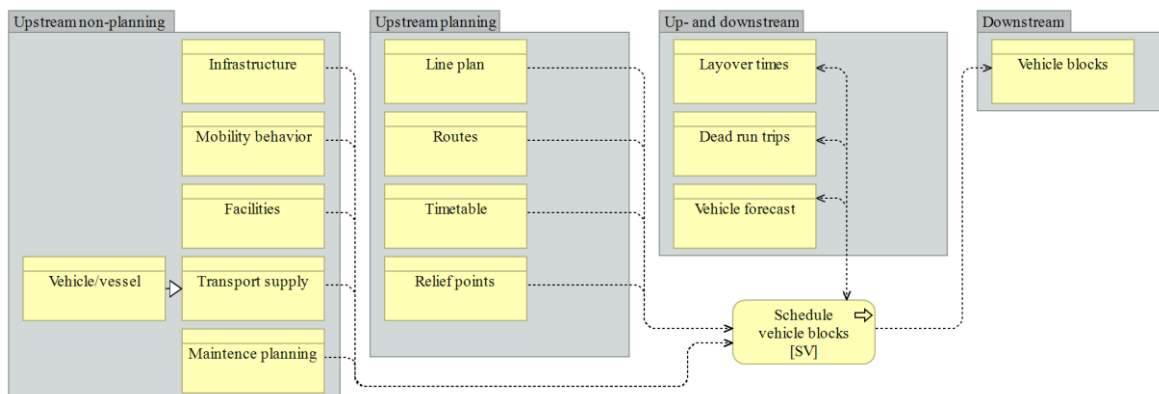 Upstream non-planning
Infrastructure
Mobility behavior
Facilities
Vehicle/vessel
Transport supply
Maintence planning
Upstream planning
Line plan
Routes
Timetable
Relief points
Up- and downstream
Layover times
Dead run trips
Vehicle forecast
Schedule
vehicle blocks
[SV]
Downstream
Vehicle blocks